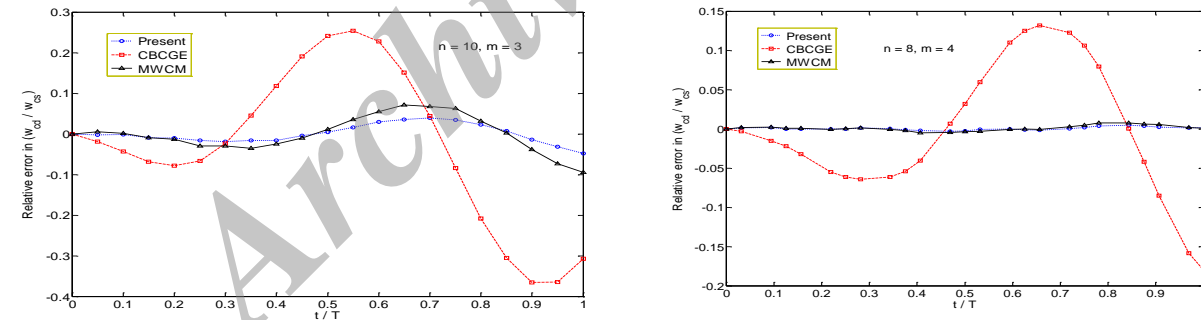 0.3
0.2
0.1
0
-0.1
-0.2
-0.3
-0.4
Relative error in (w_cd / w_cs)
Present
CBCGE
MWCM
n = 10, m = 3
0 0.1 0.2 0.3 0.4 0.5 0.6 0.7 0.8 0.9 1
t / T
Archiv
0.15
0.1
0.05
0
-0.05
-0.1
-0.15
-0.2
Relative error in (w_cd / w_cs)
Present
CBCGE
MWCM
n = 8, m = 4
0 0.1 0.2 0.3 0.4 0.5 0.6 0.7 0.8 0.9
t / T